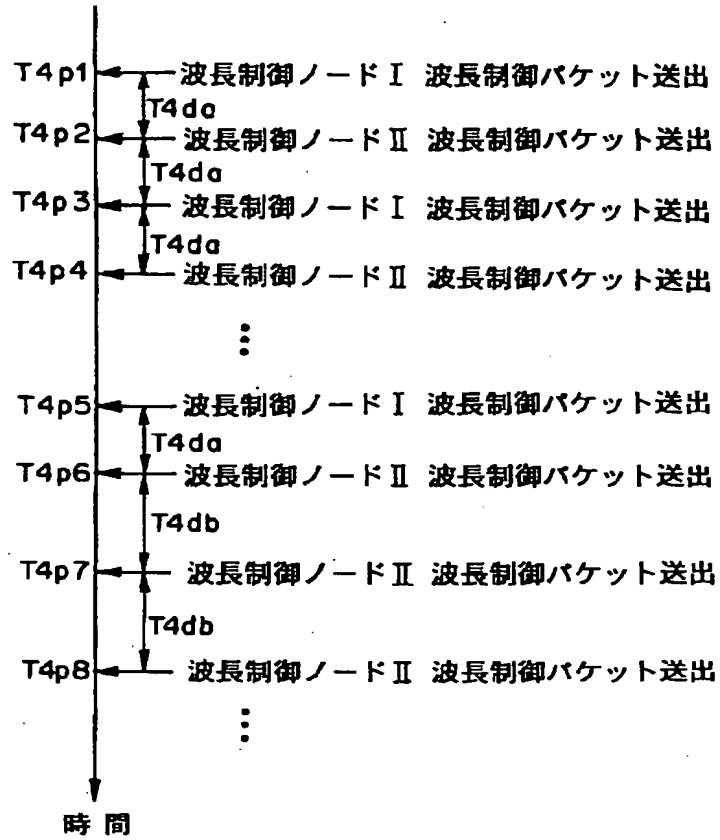 T4p1 波長制御ノードⅠ 波長制御パケット送出
T4da
T4p2 波長制御ノードⅡ 波長制御パケット送出
T4da
T4p3 波長制御ノードⅠ 波長制御パケット送出
T4da
T4p4 波長制御ノードⅡ 波長制御パケット送出
T4p5 波長制御ノードⅠ 波長制御パケット送出
T4da
T4p6 波長制御ノードⅡ 波長制御パケット送出
T4db
T4p7 波長制御ノードⅡ 波長制御パケット送出
T4db
T4p8 波長制御ノードⅡ 波長制御パケット送出
時間